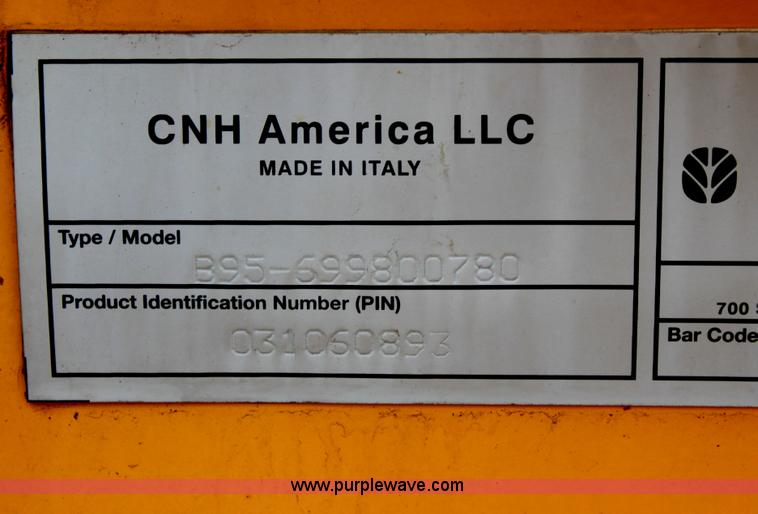 CNH America LLC
MADE IN ITALY
Type / Model
B95-699800780
Product Identification Number (PIN)
031060893
700
Bar Code
www.purplewave.com